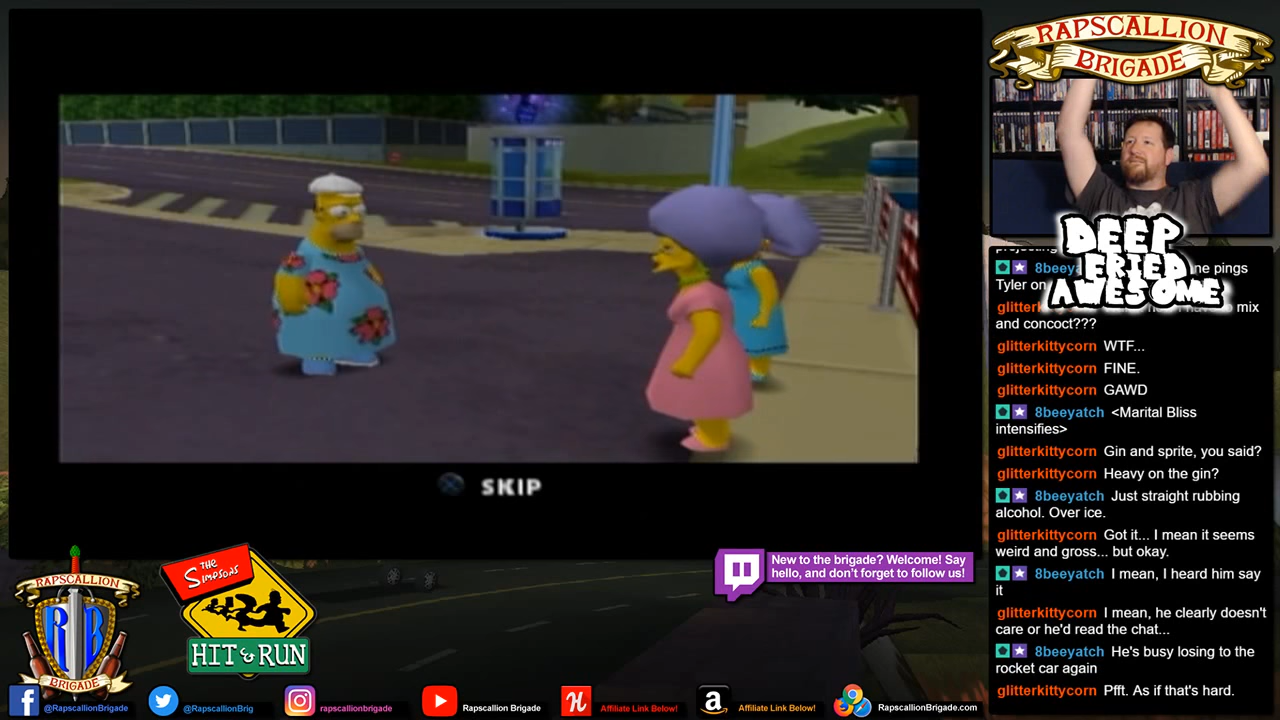 RAPSCALLION
BRIGADE
DEEP
FRIED
AWESOME
8beey
ne pings
Tyler on
glitterk
mix
and concoct???
glitterkittycorn WTF...
glitterkittycorn FINE.
glitterkittycorn GAWD
8beeyatch <Marital Bliss
intensifies>
glitterkittycorn Gin and sprite, you said?
glitterkittycorn Heavy on the gin?
8beeyatch Just straight rubbing
alcohol. Over ice.
glitterkittycorn Got it... I mean it seems
weird and gross... but okay.
8beeyatch I mean, I heard him say
it
glitterkittycorn I mean, he clearly doesn't
care or he'd read the chat...
8beeyatch He's busy losing to the
rocket car again
glitterkittycorn Pfft. As if that's hard.
SKIP
New to the brigade? Welcome! Say
hello, and don't forget to follow us!
RAPSCALLION
RB
BRIGADE
THE
SIMPSONS
HIT & RUN
@RapscallionBrigade
@RapscallionBrig
rapscallionbrigade
Rapscallion Brigade
Affiliate Link Below!
Affiliate Link Below!
RapscallionBrigade.com